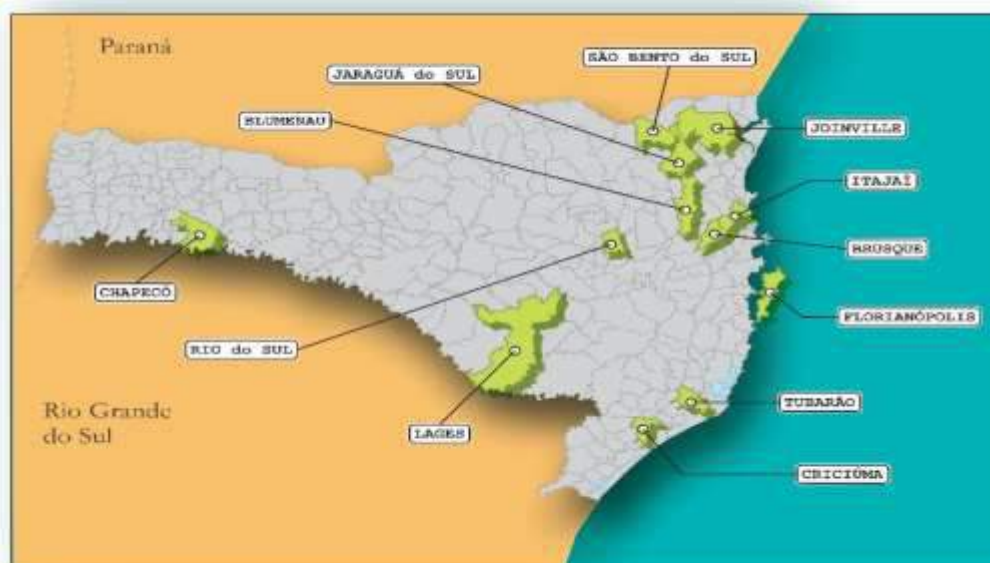 Paraná
SÃO BENTO do SUL
JARAGUÁ do SUL
BLUMENAU
JOINVILLE
ITAJAÍ
BRUSQUE
CHAPECÓ
FLORIANÓPOLIS
RIO do SUL
Rio Grande
do Sul
TUBARÃO
LAGES
CRICIÚMA